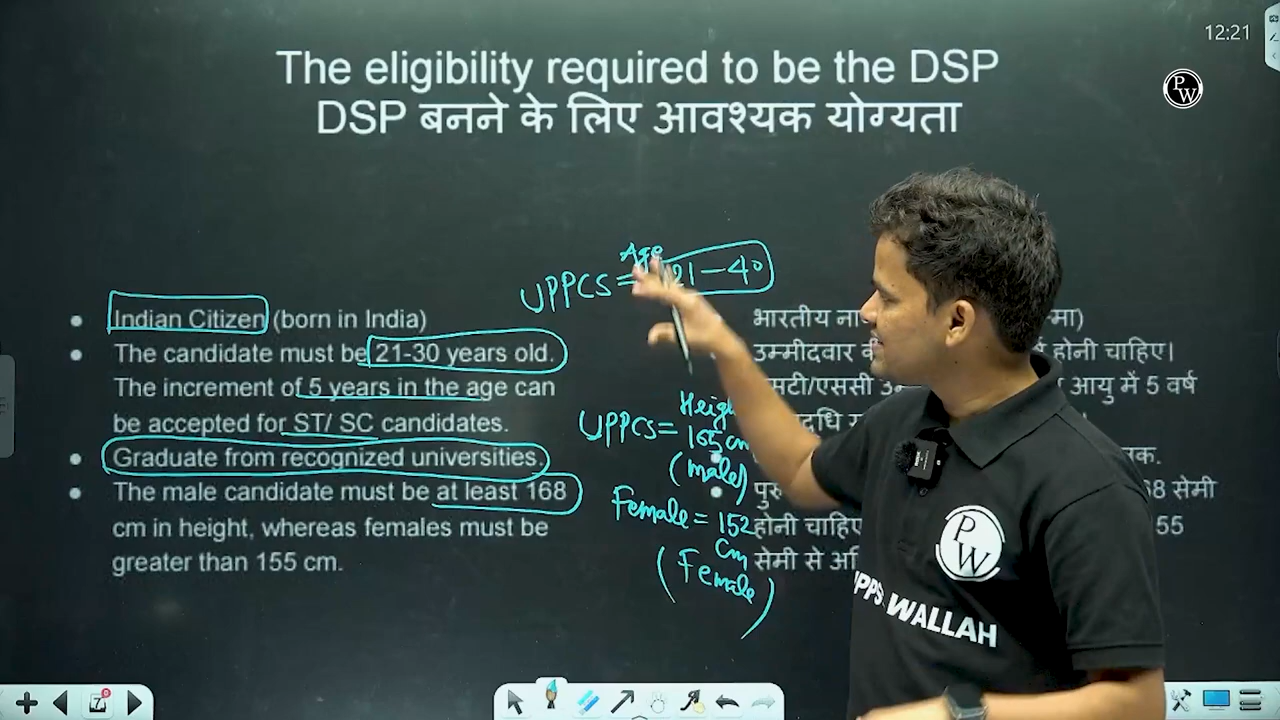 12:21
The eligibility required to be the DSP
DSP बनने के लिए आवश्यक योग्यता
PW
Age
UPPCS = 21-40
Indian Citizen (born in India)
The candidate must be 21-30 years old.
The increment of 5 years in the age can
be accepted for ST/ SC candidates.
Graduate from recognized universities.
The male candidate must be at least 168
cm in height, whereas females must be
greater than 155 cm.
UPPCS = 165 cm
(male)
Female = 152
cm
(Female)
भारतीय
उम्मीदवार
होनी चाहिए।
आयु में 5 वर्ष
68 सेमी
होनी चाहिए
55
सेमी से
PW
WALLAH